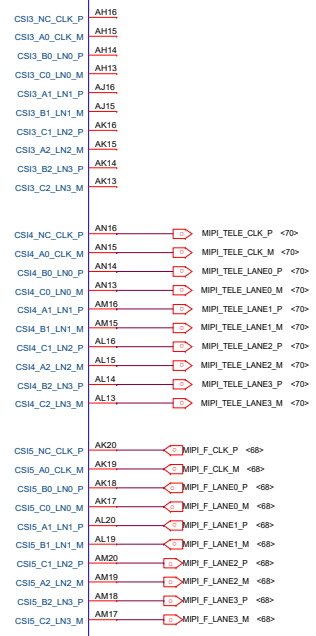 CSI3_NC_CLK_P AH16
CSI3_A0_CLK_M AH15
CSI3_B0_LN0_P AH14
CSI3_C0_LN0_M AH13
CSI3_A1_LN1_P AJ16
CSI3_B1_LN1_M AJ15
CSI3_C1_LN2_P AK16
CSI3_A2_LN2_M AK15
CSI3_B2_LN3_P AK14
CSI3_C2_LN3_M AK13
CSI4_NC_CLK_P AN16 MIPI_TELE_CLK_P <70>
CSI4_A0_CLK_M AN15 MIPI_TELE_CLK_M <70>
CSI4_B0_LN0_P AN14 MIPI_TELE_LANE0_P <70>
CSI4_C0_LN0_M AN13 MIPI_TELE_LANE0_M <70>
CSI4_A1_LN1_P AM16 MIPI_TELE_LANE1_P <70>
CSI4_B1_LN1_M AM15 MIPI_TELE_LANE1_M <70>
CSI4_C1_LN2_P AL16 MIPI_TELE_LANE2_P <70>
CSI4_A2_LN2_M AL15 MIPI_TELE_LANE2_M <70>
CSI4_B2_LN3_P AL14 MIPI_TELE_LANE3_P <70>
CSI4_C2_LN3_M AL13 MIPI_TELE_LANE3_M <70>
CSI5_NC_CLK_P AK20 MIPI_F_CLK_P <68>
CSI5_A0_CLK_M AK19 MIPI_F_CLK_M <68>
CSI5_B0_LN0_P AK18 MIPI_F_LANE0_P <68>
CSI5_C0_LN0_M AK17 MIPI_F_LANE0_M <68>
CSI5_A1_LN1_P AL20 MIPI_F_LANE1_P <68>
CSI5_B1_LN1_M AL19 MIPI_F_LANE1_M <68>
CSI5_C1_LN2_P AM20 MIPI_F_LANE2_P <68>
CSI5_A2_LN2_M AM19 MIPI_F_LANE2_M <68>
CSI5_B2_LN3_P AM18 MIPI_F_LANE3_P <68>
CSI5_C2_LN3_M AM17 MIPI_F_LANE3_M <68>